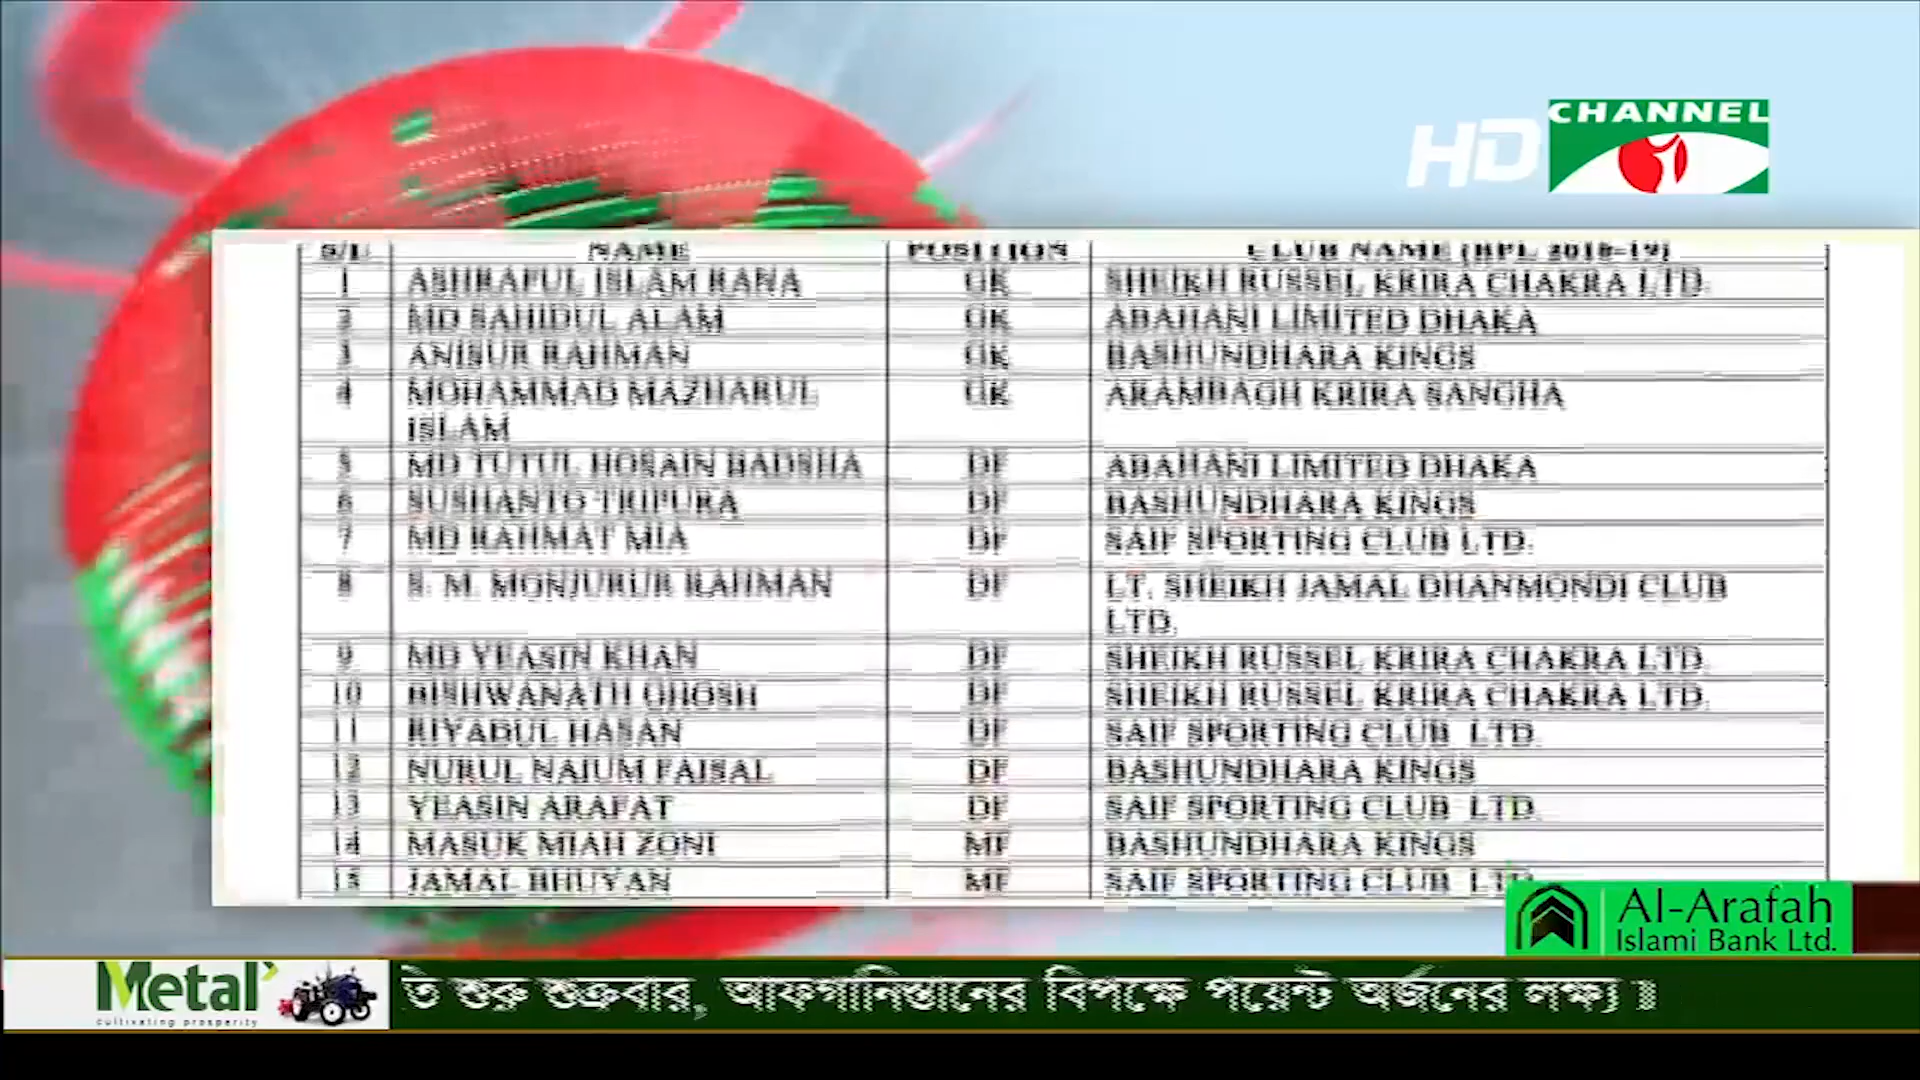 HD CHANNEL i
S/L NAME POSITION CLUB NAME (BPL 2018-19)
1 ASHRAFUL ISLAM RANA GK SHEIKH RUSSEL KRIRA CHAKRA LTD.
2 MD SAHIDUL ALAM GK ABAHANI LIMITED DHAKA
3 ANISUR RAHMAN GK BASHUNDHARA KINGS
4 MOHAMMAD MAZHARUL GK ARAMBAGH KRIRA SANGHA
ISLAM
5 MD TUTUL HOSAIN BADSHA DF ABAHANI LIMITED DHAKA
6 SUSHANTO TRIPURA DF BASHUNDHARA KINGS
7 MD RAHMAT MIA DF SAIF SPORTING CLUB LTD.
8 S. M. MONJURUR RAHMAN DF LT. SHEIKH JAMAL DHANMONDI CLUB
LTD.
9 MD YEASIN KHAN DF SHEIKH RUSSEL KRIRA CHAKRA LTD.
10 BISHWANATH GHOSH DF SHEIKH RUSSEL KRIRA CHAKRA LTD.
11 RIYADUL HASAN DF SAIF SPORTING CLUB LTD.
12 NURUL NAIUM FAISAL DF BASHUNDHARA KINGS
13 YEASIN ARAFAT DF SAIF SPORTING CLUB LTD.
14 MASUK MIAH ZONI MF BASHUNDHARA KINGS
15 JAMAL BHUYAN MF SAIF SPORTING CLUB LTD.
Al-Arafah
Islami Bank Ltd.
Metal
cultivating prosperity
শুরু শুক্রবার, আফগানিস্তানের বিপক্ষে পয়েন্ট অর্জনের লক্ষ্য